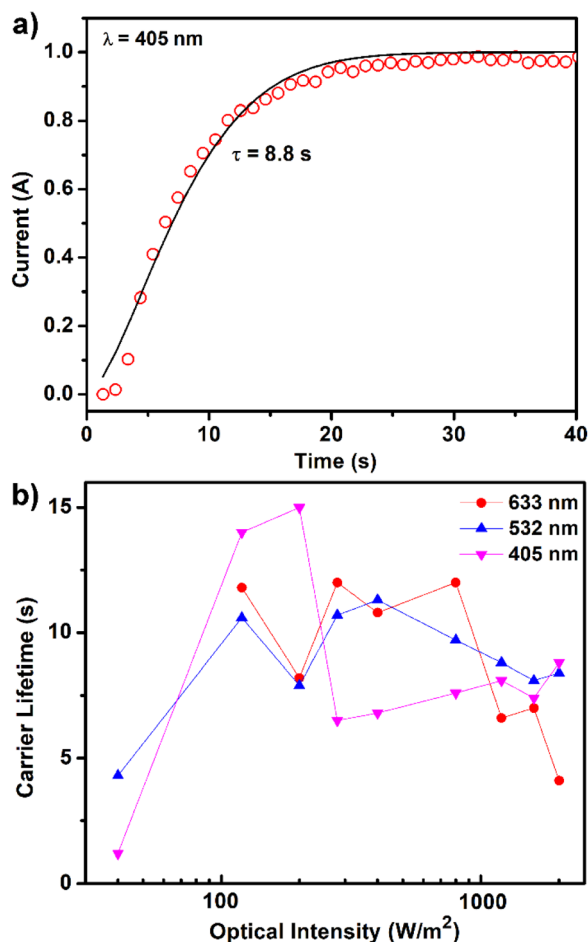 a)
λ = 405 nm
τ = 8.8 s
1.0
0.8
0.6
0.4
0.2
0.0
Current (A)
0 10 20 30 40
Time (s)
b)
633 nm
532 nm
405 nm
15
10
5
0
Carrier Lifetime (s)
100 1000
Optical Intensity (W/m²)